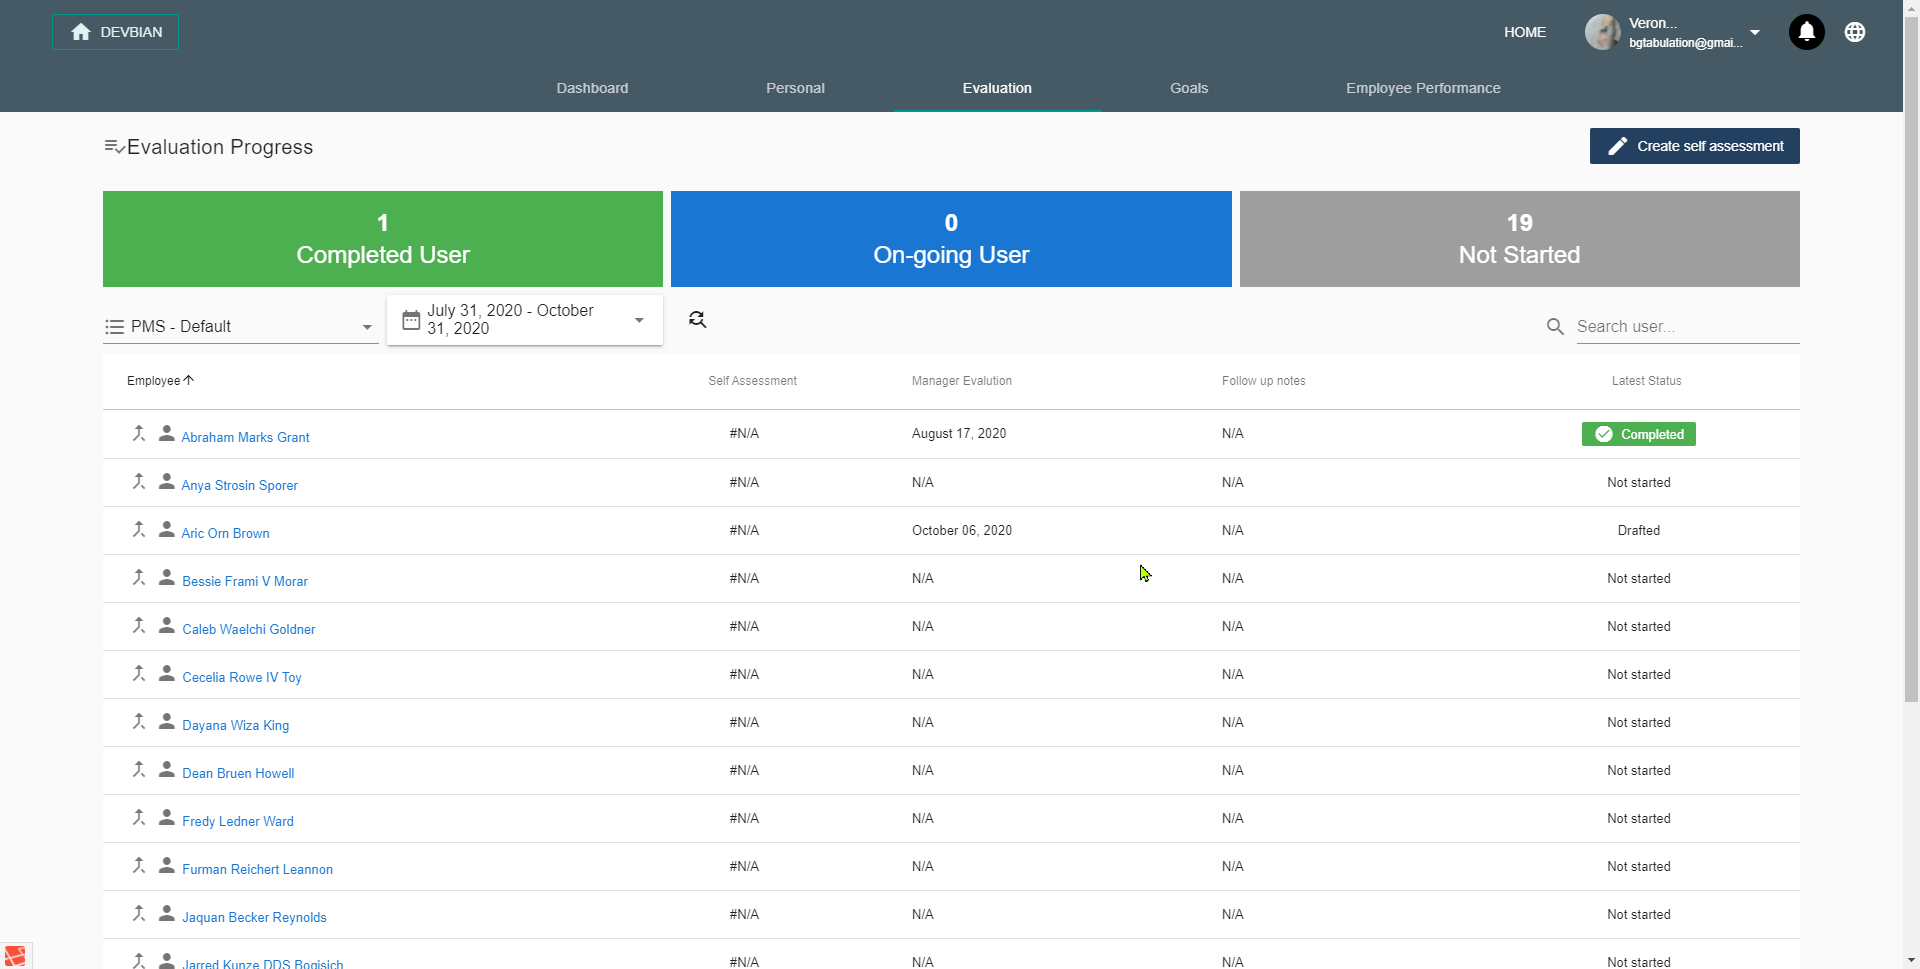 DEVBIAN
HOME
Veron...
bgtabulation@gmai...
Dashboard Personal Evaluation Goals Employee Performance
Evaluation Progress
Create self assessment
1
Completed User
0
On-going User
19
Not Started
PMS - Default
July 31, 2020 - October
31, 2020
Search user...
Employee Self Assessment Manager Evalution Follow up notes Latest Status
Abraham Marks Grant #N/A August 17, 2020 N/A Completed
Anya Strosin Sporer #N/A N/A N/A Not started
Aric Orn Brown #N/A October 06, 2020 N/A Drafted
Bessie Frami V Morar #N/A N/A N/A Not started
Caleb Waelchi Goldner #N/A N/A N/A Not started
Cecelia Rowe IV Toy #N/A N/A N/A Not started
Dayana Wiza King #N/A N/A N/A Not started
Dean Bruen Howell #N/A N/A N/A Not started
Fredy Ledner Ward #N/A N/A N/A Not started
Furman Reichert Leannon #N/A N/A N/A Not started
Jaquan Becker Reynolds #N/A N/A N/A Not started
Jarred Kunze DDS Bogisich #N/A N/A N/A Not started